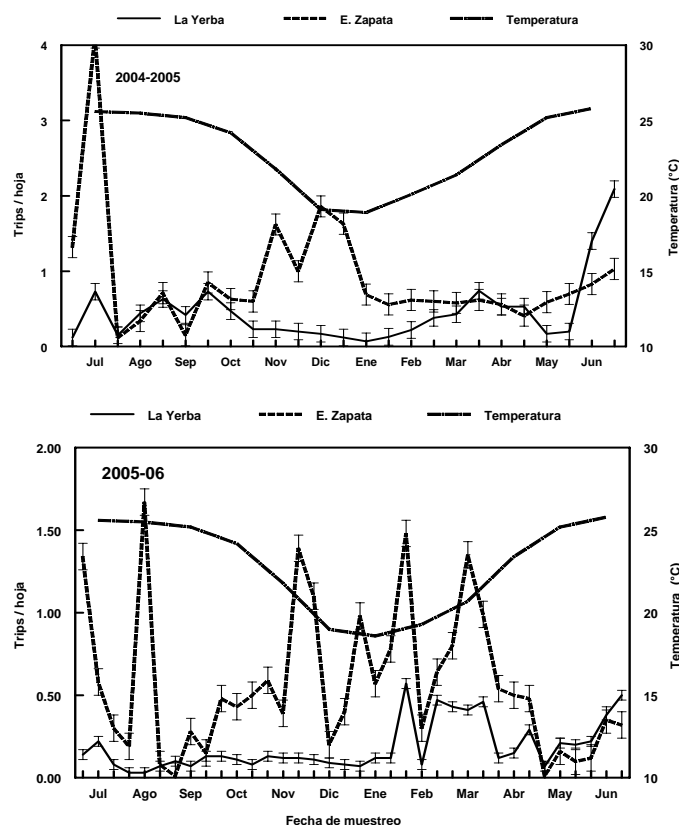 La Yerba E. Zapata Temperatura
4 30
2004-2005
3 25
Trips / hoja
2 20
Temperatura (°C)
1 15
0 10
Jul Ago Sep Oct Nov Dic Ene Feb Mar Abr May Jun
La Yerba E. Zapata Temperatura
2.00 30
2005-06
1.50 25
Trips / hoja
1.00 20
Temperatura (°C)
0.50 15
0.00 10
Jul Ago Sep Oct Nov Dic Ene Feb Mar Abr May Jun
Fecha de muestreo